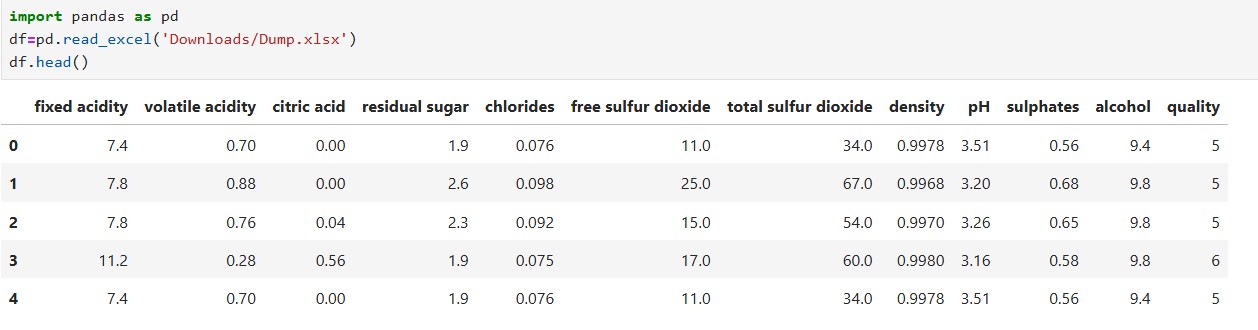 import pandas as pd
df=pd.read_excel('Downloads/Dump.xlsx')
df.head()
fixed acidity volatile acidity citric acid residual sugar chlorides free sulfur dioxide total sulfur dioxide density pH sulphates alcohol quality
0 7.4 0.70 0.00 1.9 0.076 11.0 34.0 0.9978 3.51 0.56 9.4 5
1 7.8 0.88 0.00 2.6 0.098 25.0 67.0 0.9968 3.20 0.68 9.8 5
2 7.8 0.76 0.04 2.3 0.092 15.0 54.0 0.9970 3.26 0.65 9.8 5
3 11.2 0.28 0.56 1.9 0.075 17.0 60.0 0.9980 3.16 0.58 9.8 6
4 7.4 0.70 0.00 1.9 0.076 11.0 34.0 0.9978 3.51 0.56 9.4 5